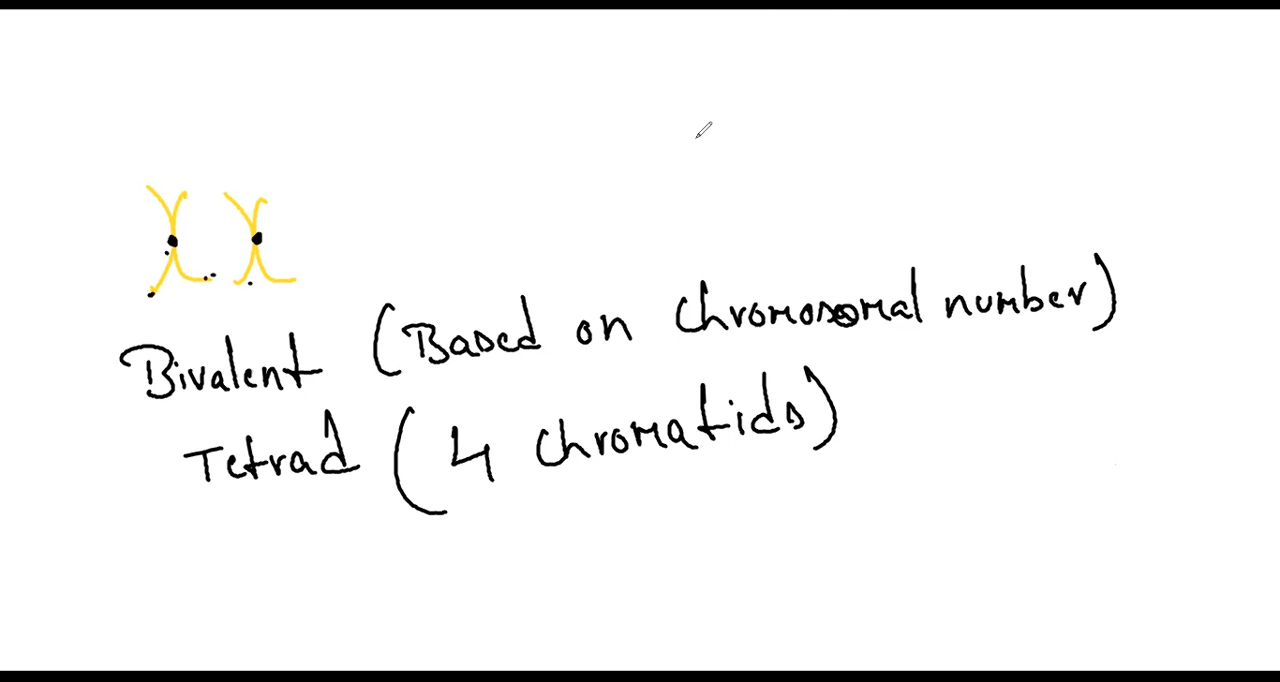 Bivalent (Based on chromosomal number)
Tetrad (4 chromatids)